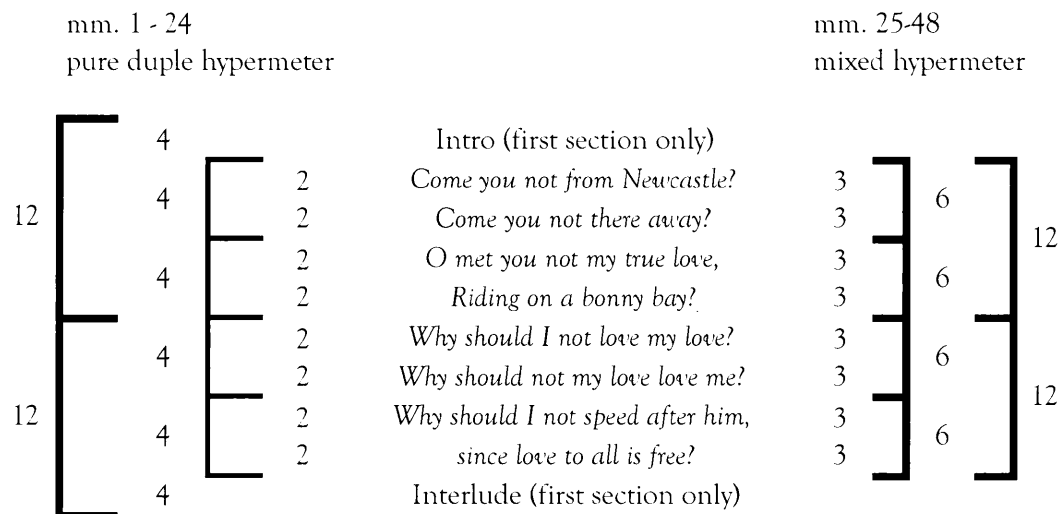 mm. 1 - 24 mm. 25-48
pure duple hypermeter mixed hypermeter
4 Intro (first section only)
4 2 Come you not from Newcastle? 3 6
12 2 Come you not there away? 3 12
4 2 O met you not my true love, 3 6
2 Riding on a bonny bay? 3
4 2 Why should I not love my love? 3 6
2 Why should not my love love me? 3
12 4 2 Why should I not speed after him, 3 6 12
2 since love to all is free? 3
4 Interlude (first section only)